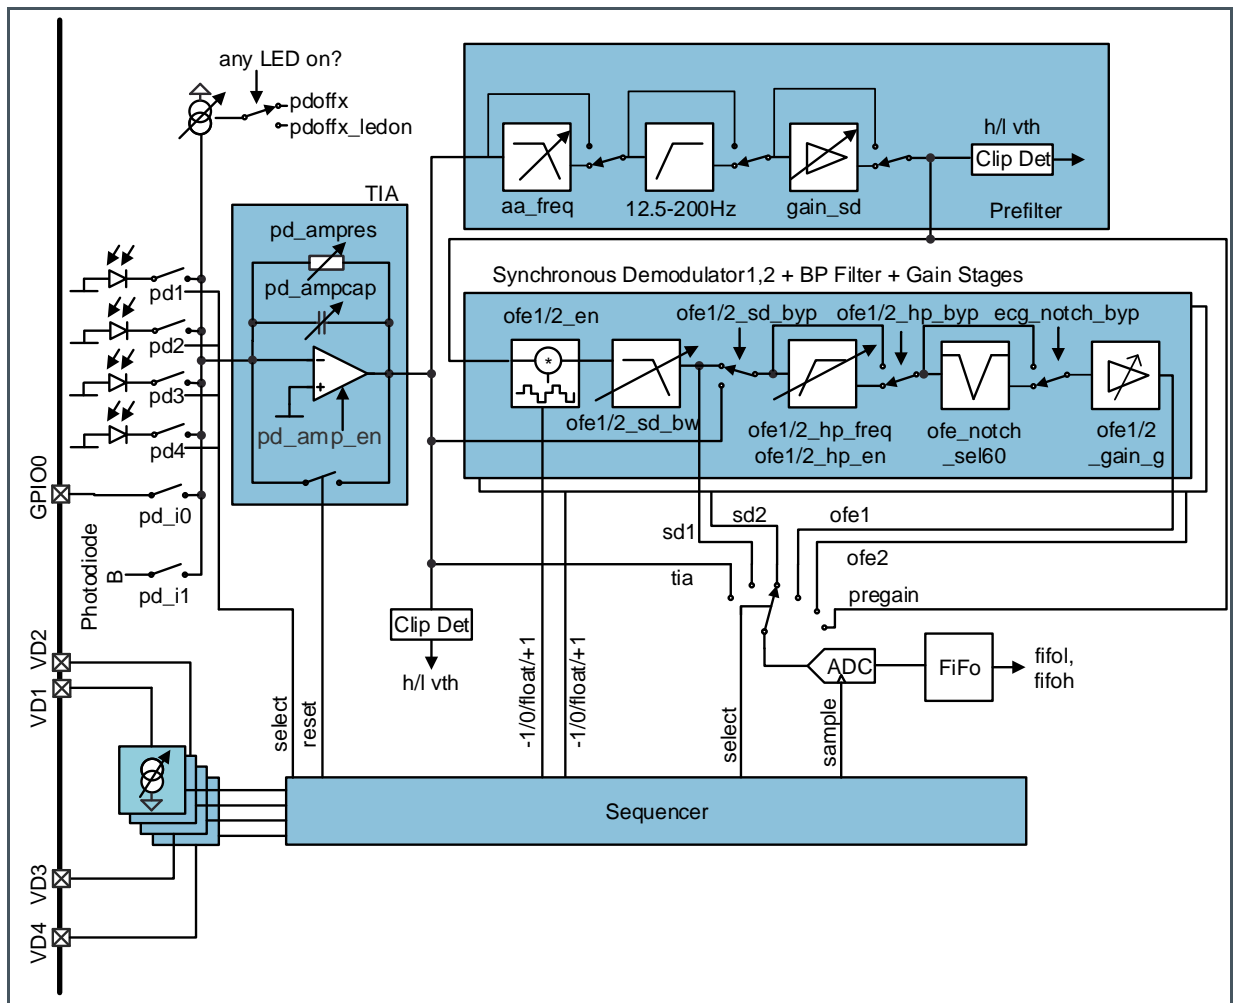 any LED on?
pdoffx
pdoffx_ledon
h/l vth
Clip Det
aa_freq
12.5-200Hz
gain_sd
Prefilter
TIA
pd_ampres
pd_ampcap
pd_amp_en
Synchronous Demodulator1,2 + BP Filter + Gain Stages
ofe1/2_en
ofe1/2_sd_byp
ofe1/2_hp_byp
ecg_notch_byp
*
ofe1/2_sd_bw
ofe1/2_hp_freq
ofe1/2_hp_en
ofe_notch
_sel60
ofe1/2
_gain_g
pd1
pd2
pd3
pd4
GPIO0
pd_i0
Photodiode
B
pd_i1
sd1
sd2
ofe1
ofe2
tia
pregain
Clip Det
h/l vth
ADC
FiFo
fifol,
fifoh
VD2
VD1
select
reset
-1/0/float/+1
-1/0/float/+1
select
sample
Sequencer
VD3
VD4